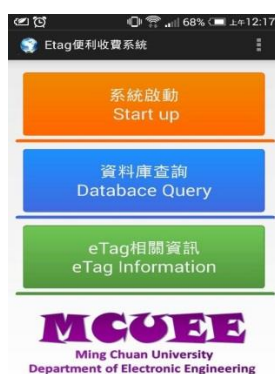 68% 上午12:17
Etag便利收費系統
系統啟動
Start up
資料庫查詢
Databace Query
eTag相關資訊
eTag Information
MCUEE
Ming Chuan University
Department of Electronic Engineering